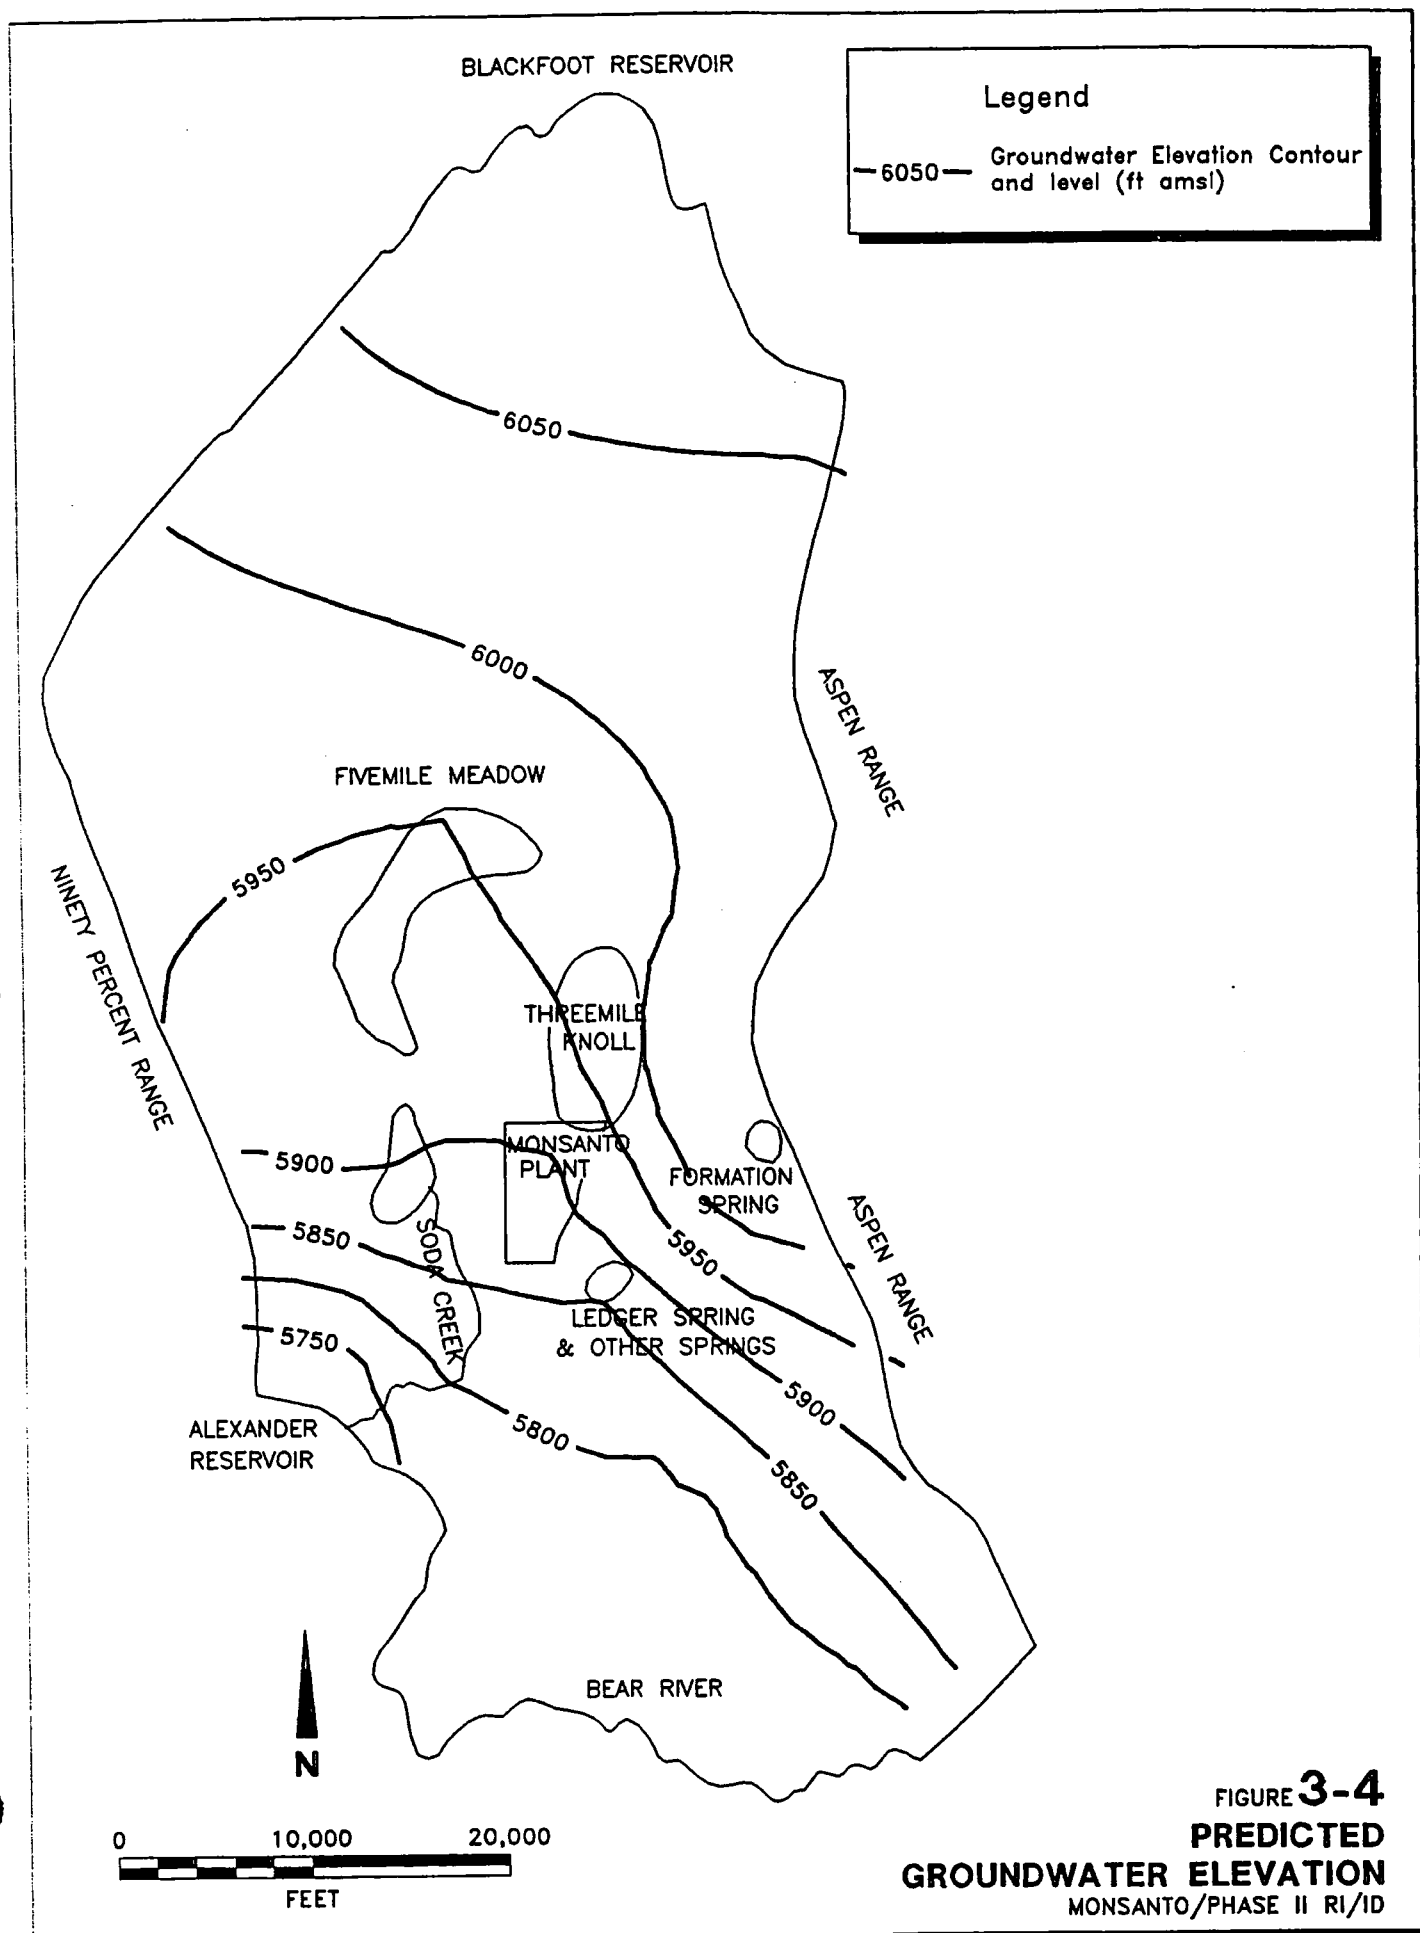 BLACKFOOT RESERVOIR
Legend
6050
Groundwater Elevation Contour
and level (ft amsl)
6050
6000
ASPEN RANGE
FIVEMILE MEADOW
5950
NINETY PERCENT RANGE
THREEMILE
KNOLL
MONSANTO
PLANT
5900
FORMATION
SPRING
ASPEN RANGE
5850
SODA CREEK
5950
5750
LEDGER SPRING
& OTHER SPRINGS
5900
ALEXANDER
RESERVOIR
5800
5850
BEAR RIVER
N
0 10,000 20,000
FEET
FIGURE 3-4
PREDICTED
GROUNDWATER ELEVATION
MONSANTO/PHASE II RI/ID